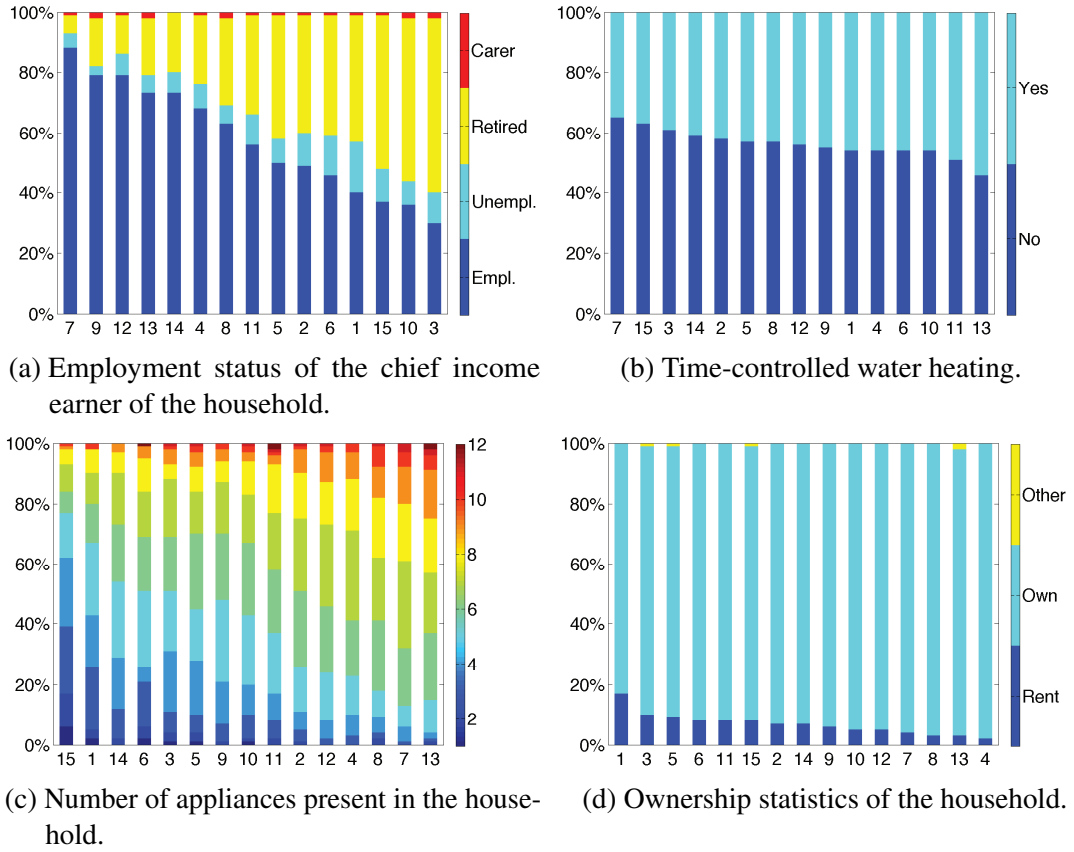 100%
80%
60%
40%
20%
0%
7 9 12 13 14 4 8 11 5 2 6 1 15 10 3
Carer
Retired
Unempl.
Empl.
(a) Employment status of the chief income
earner of the household.
100%
80%
60%
40%
20%
0%
7 15 3 14 2 5 8 12 9 1 4 6 10 11 13
Yes
No
(b) Time-controlled water heating.
100%
80%
60%
40%
20%
0%
15 1 14 6 3 5 9 10 11 2 12 4 8 7 13
12
10
8
6
4
2
(c) Number of appliances present in the house-
hold.
100%
80%
60%
40%
20%
0%
1 3 5 6 11 15 2 14 9 10 12 7 8 13 4
Other
Own
Rent
(d) Ownership statistics of the household.